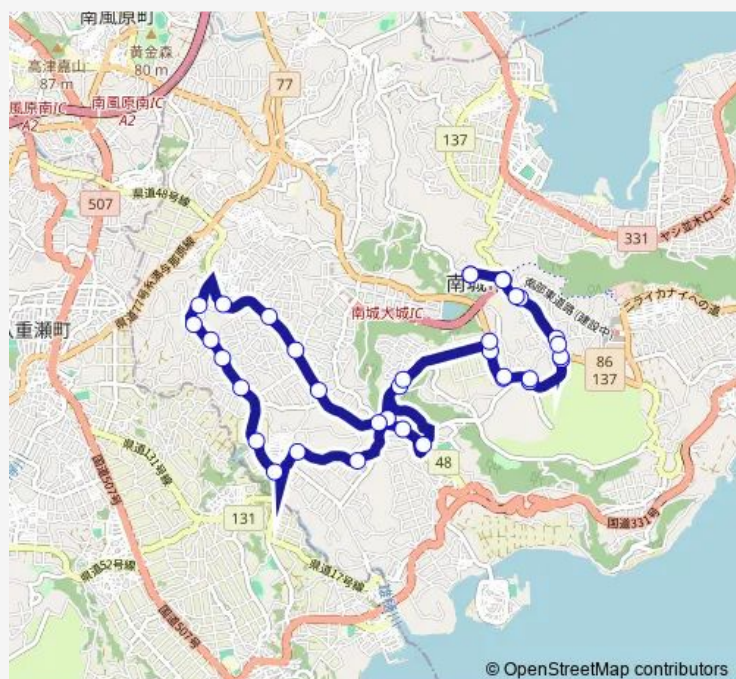 南風原町
黄金森
80 m
高津嘉山
87 m
風原南IC
A2
南風原南IC
A2
77
137
507
県道48号線
331
ヤシ並木ロード
県道77号糸満与那原線
南城
南部東道路(建設中)
ニライカナイへの道
南城大城IC
八重瀬町
86
137
48
県道131号線
国道507号
131
国道331号
県道52号線
県道17号線
雄樋川
国道507号
© OpenStreetMap contributors